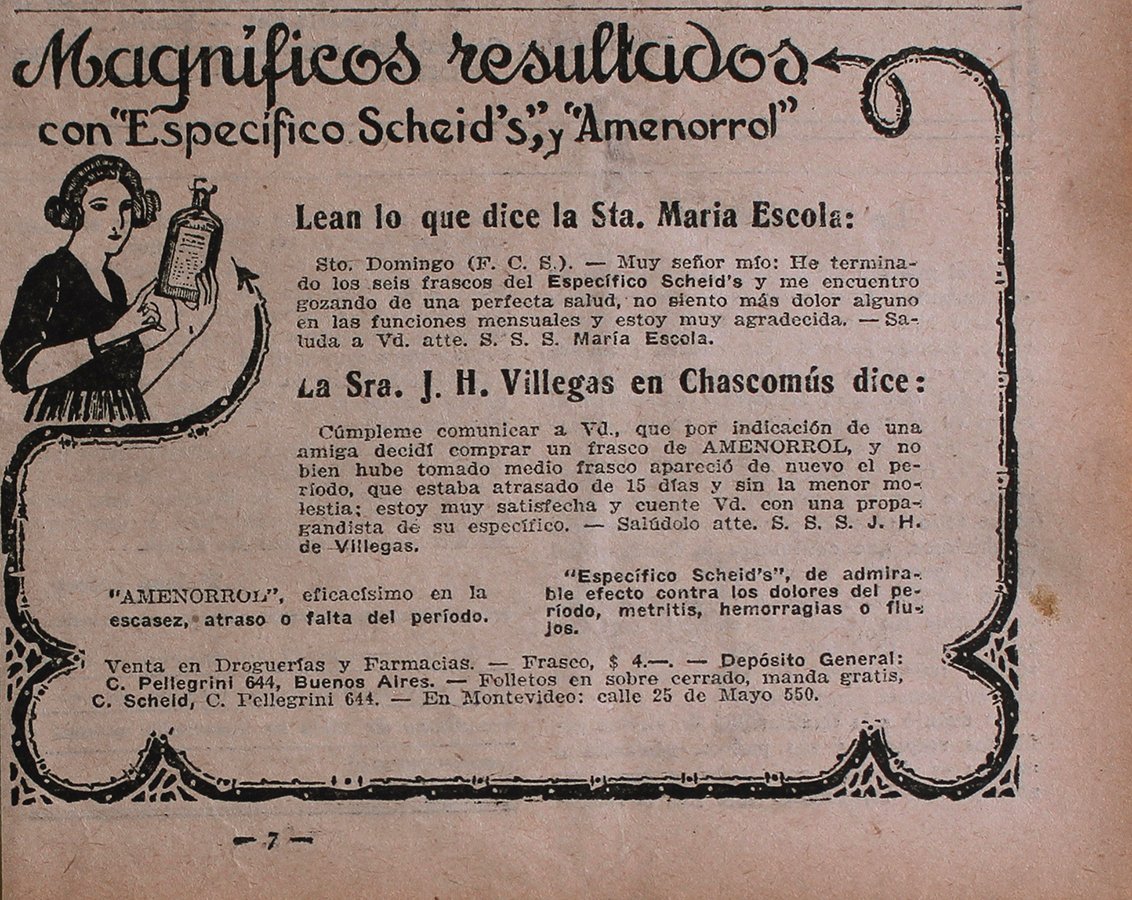 Magníficos resultados
con "Específico Scheid's", y "Amenorrol"
Lean lo que dice la Sta. Maria Escola:
Sto. Domingo (F. C. S.). — Muy señor mío: He termina-
do los seis frascos del Específico Scheid's y me encuentro
gozando de una perfecta salud, no siento más dolor alguno
en las funciones mensuales y estoy muy agradecida. — Sa-
luda a Vd. atte. S. S. S. María Escola.
La Sra. J. H. Villegas en Chascomús dice:
Cúmpleme comunicar a Vd., que por indicación de una
amiga decidí comprar un frasco de AMENORROL, y no
bien hube tomado medio frasco apareció de nuevo el pe-
ríodo, que estaba atrasado de 15 días y sin la menor mo-
lestia; estoy muy satisfecha y cuente Vd. con una propa-
gandista de su específico. — Salúdolo atte. S. S. S. J. H.
de Villegas.
"AMENORROL", eficacísimo en la
escasez, atraso o falta del período.
"Específico Scheid's", de admira-
ble efecto contra los dolores del pe-
ríodo, metritis, hemorragias o flu-
jos.
Venta en Droguerías y Farmacias. — Frasco, $ 4.—. — Depósito General:
C. Pellegrini 644, Buenos Aires. — Folletos en sobre cerrado, manda gratis,
C. Scheid, C. Pellegrini 644. — En Montevideo: calle 25 de Mayo 550.
— 7 —